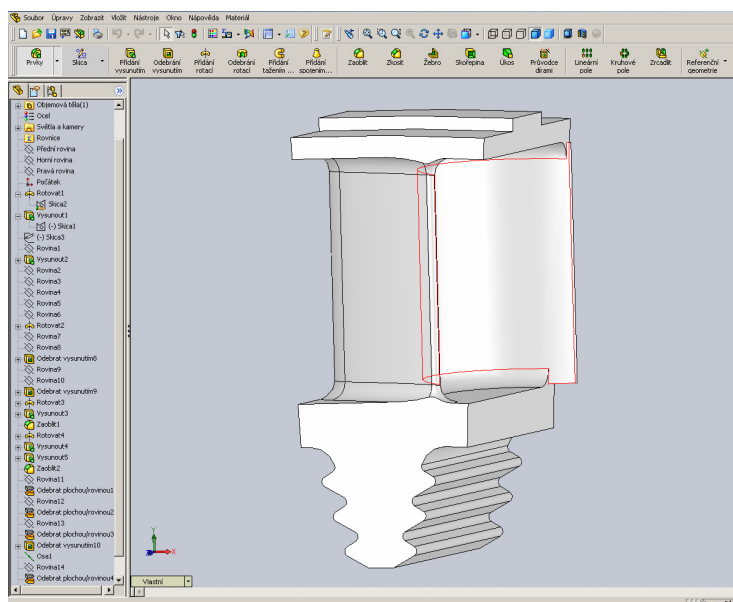 Soubor Úpravy Zobrazit Vložit Nástroje Okno Nápověda Materiál
Prvky
Skica
Přidání vysunutím
Odebrání vysunutím
Přidání rotací
Odebrání rotací
Přidání tažením ...
Přidání spojením...
Zaoblit
Zkosit
Žebro
Skořepina
Úkos
Průvodce dírami
Lineární pole
Kruhové pole
Zrcadlit
Referenční geometrie
Objemová těla(1)
Ocel
Světla a kamery
Rovnice
Přední rovina
Horní rovina
Pravá rovina
Počátek
Rotovat1
Skica2
Vysunout1
(-) Skica1
(-) Skica3
Rovina1
Vysunout2
Rovina2
Rovina3
Rovina4
Rovina5
Rovina6
Rotovat2
Rovina7
Rovina8
Odebrat vysunutím8
Rovina9
Rovina10
Odebrat vysunutím9
Rotovat3
Vysunout3
Zaoblit1
Rotovat4
Vysunout4
Vysunout5
Zaoblit2
Rovina11
Odebrat plochou/rovinou1
Rovina12
Odebrat plochou/rovinou2
Rovina13
Odebrat plochou/rovinou3
Odebrat vysunutím10
Osa1
Rovina14
Odebrat plochou/rovinou4
Y
X
Vlastní